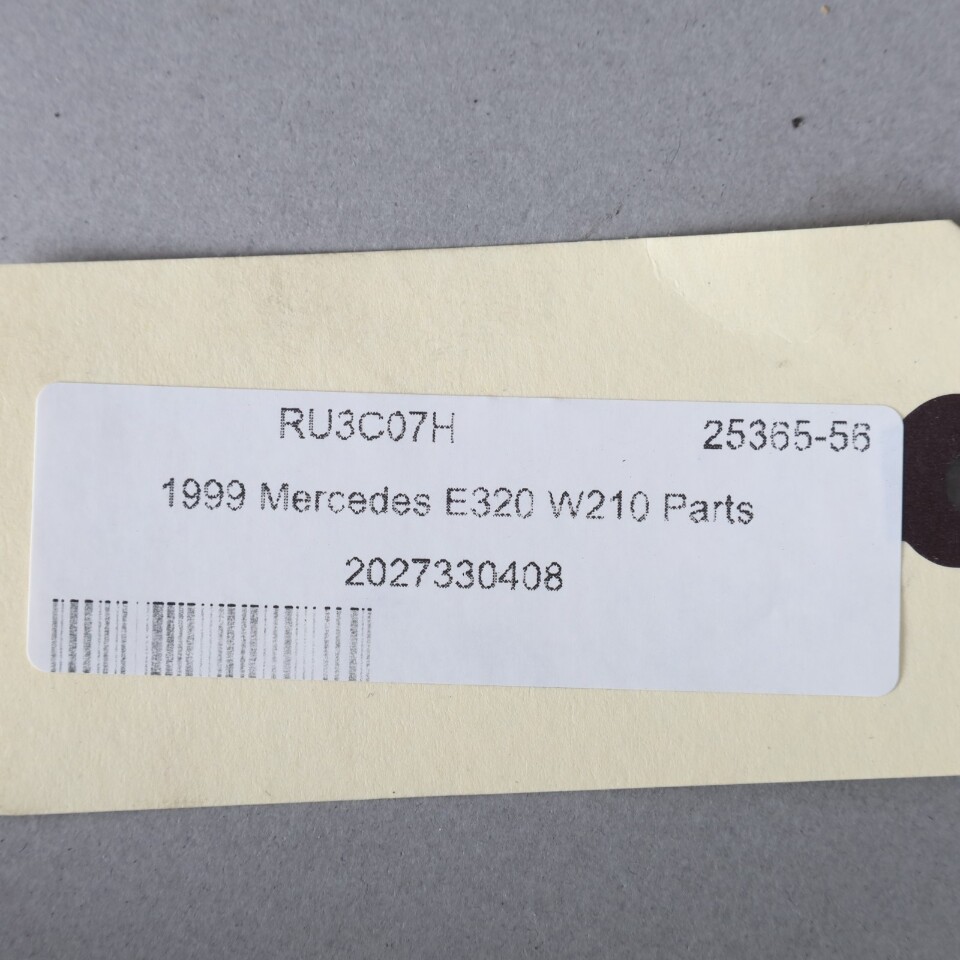 RU3C07H 25365-56
1999 Mercedes E320 W210 Parts
2027330408